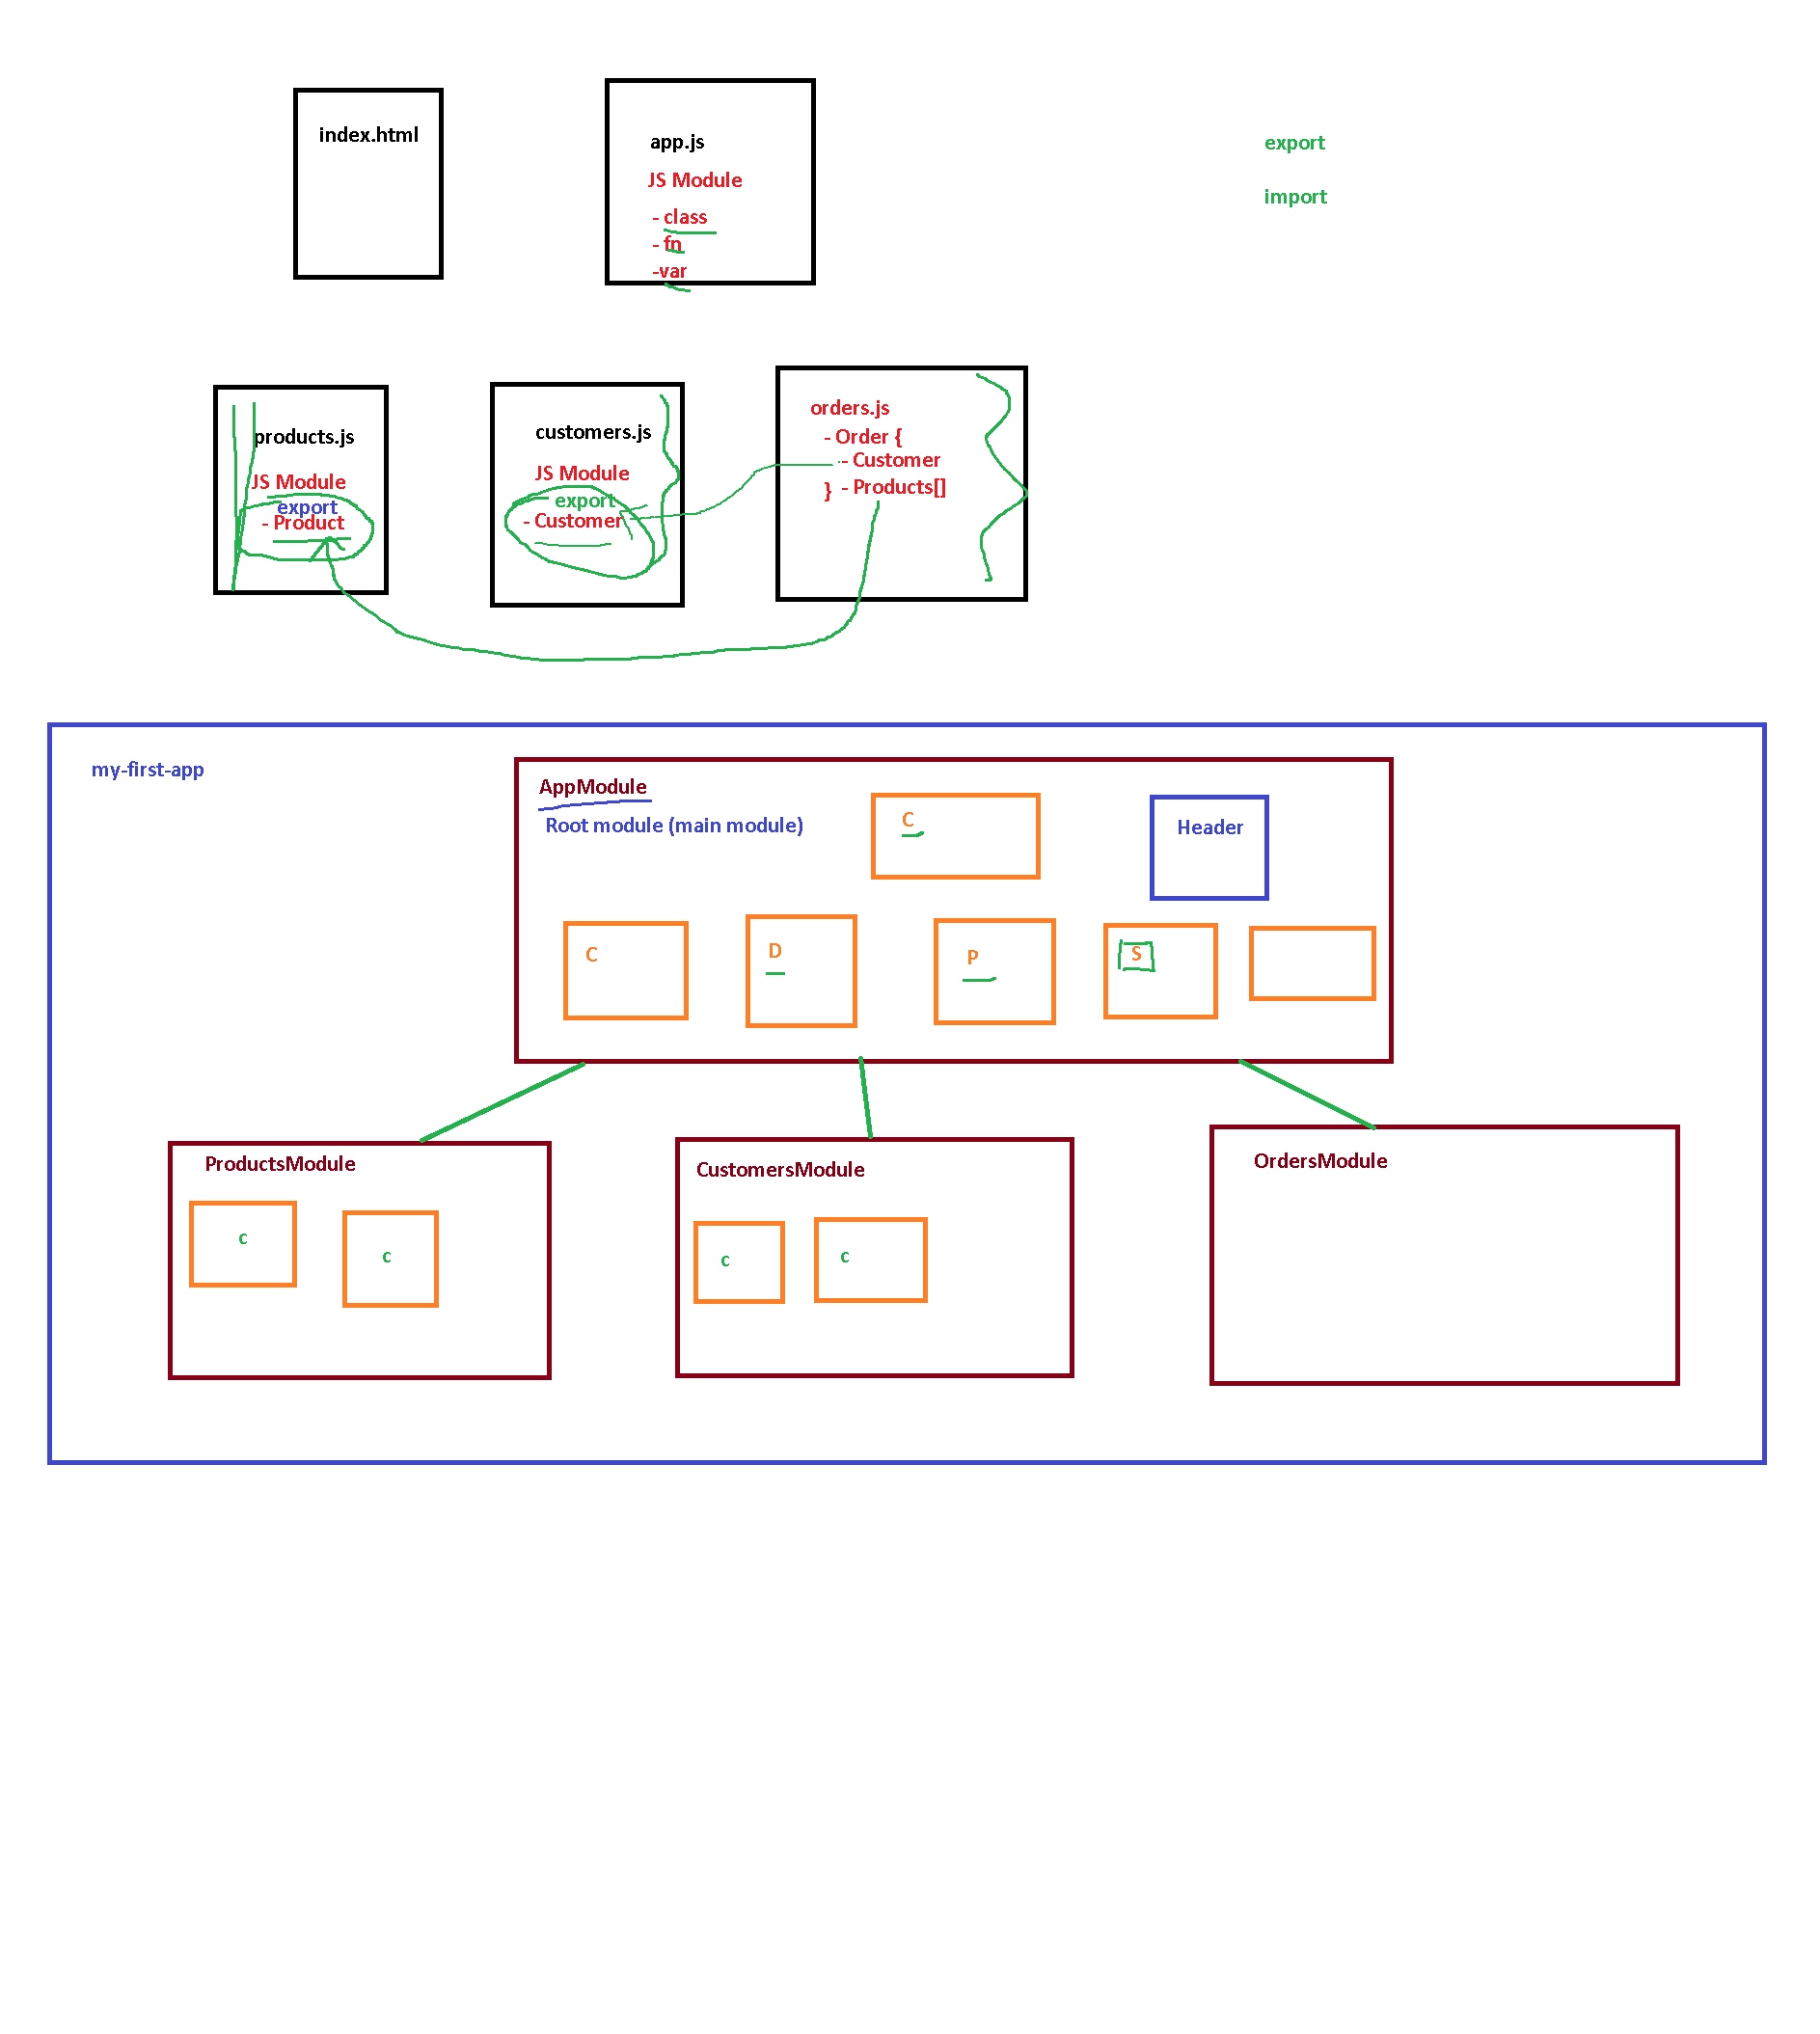 index.html
app.js
JS Module
- class
- fn
-var
export
import
products.js
JS Module
export
- Product
customers.js
JS Module
export
- Customer
orders.js
- Order {
- Customer
} - Products[]
my-first-app
AppModule
Root module (main module)
C
Header
C
D
P
S
ProductsModule
c
c
CustomersModule
c
c
OrdersModule